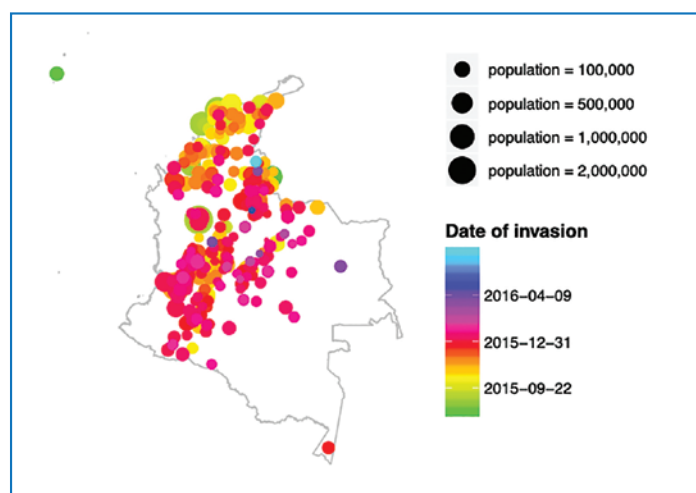 population = 100,000
population = 500,000
population = 1,000,000
population = 2,000,000
Date of invasion
2016-04-09
2015-12-31
2015-09-22